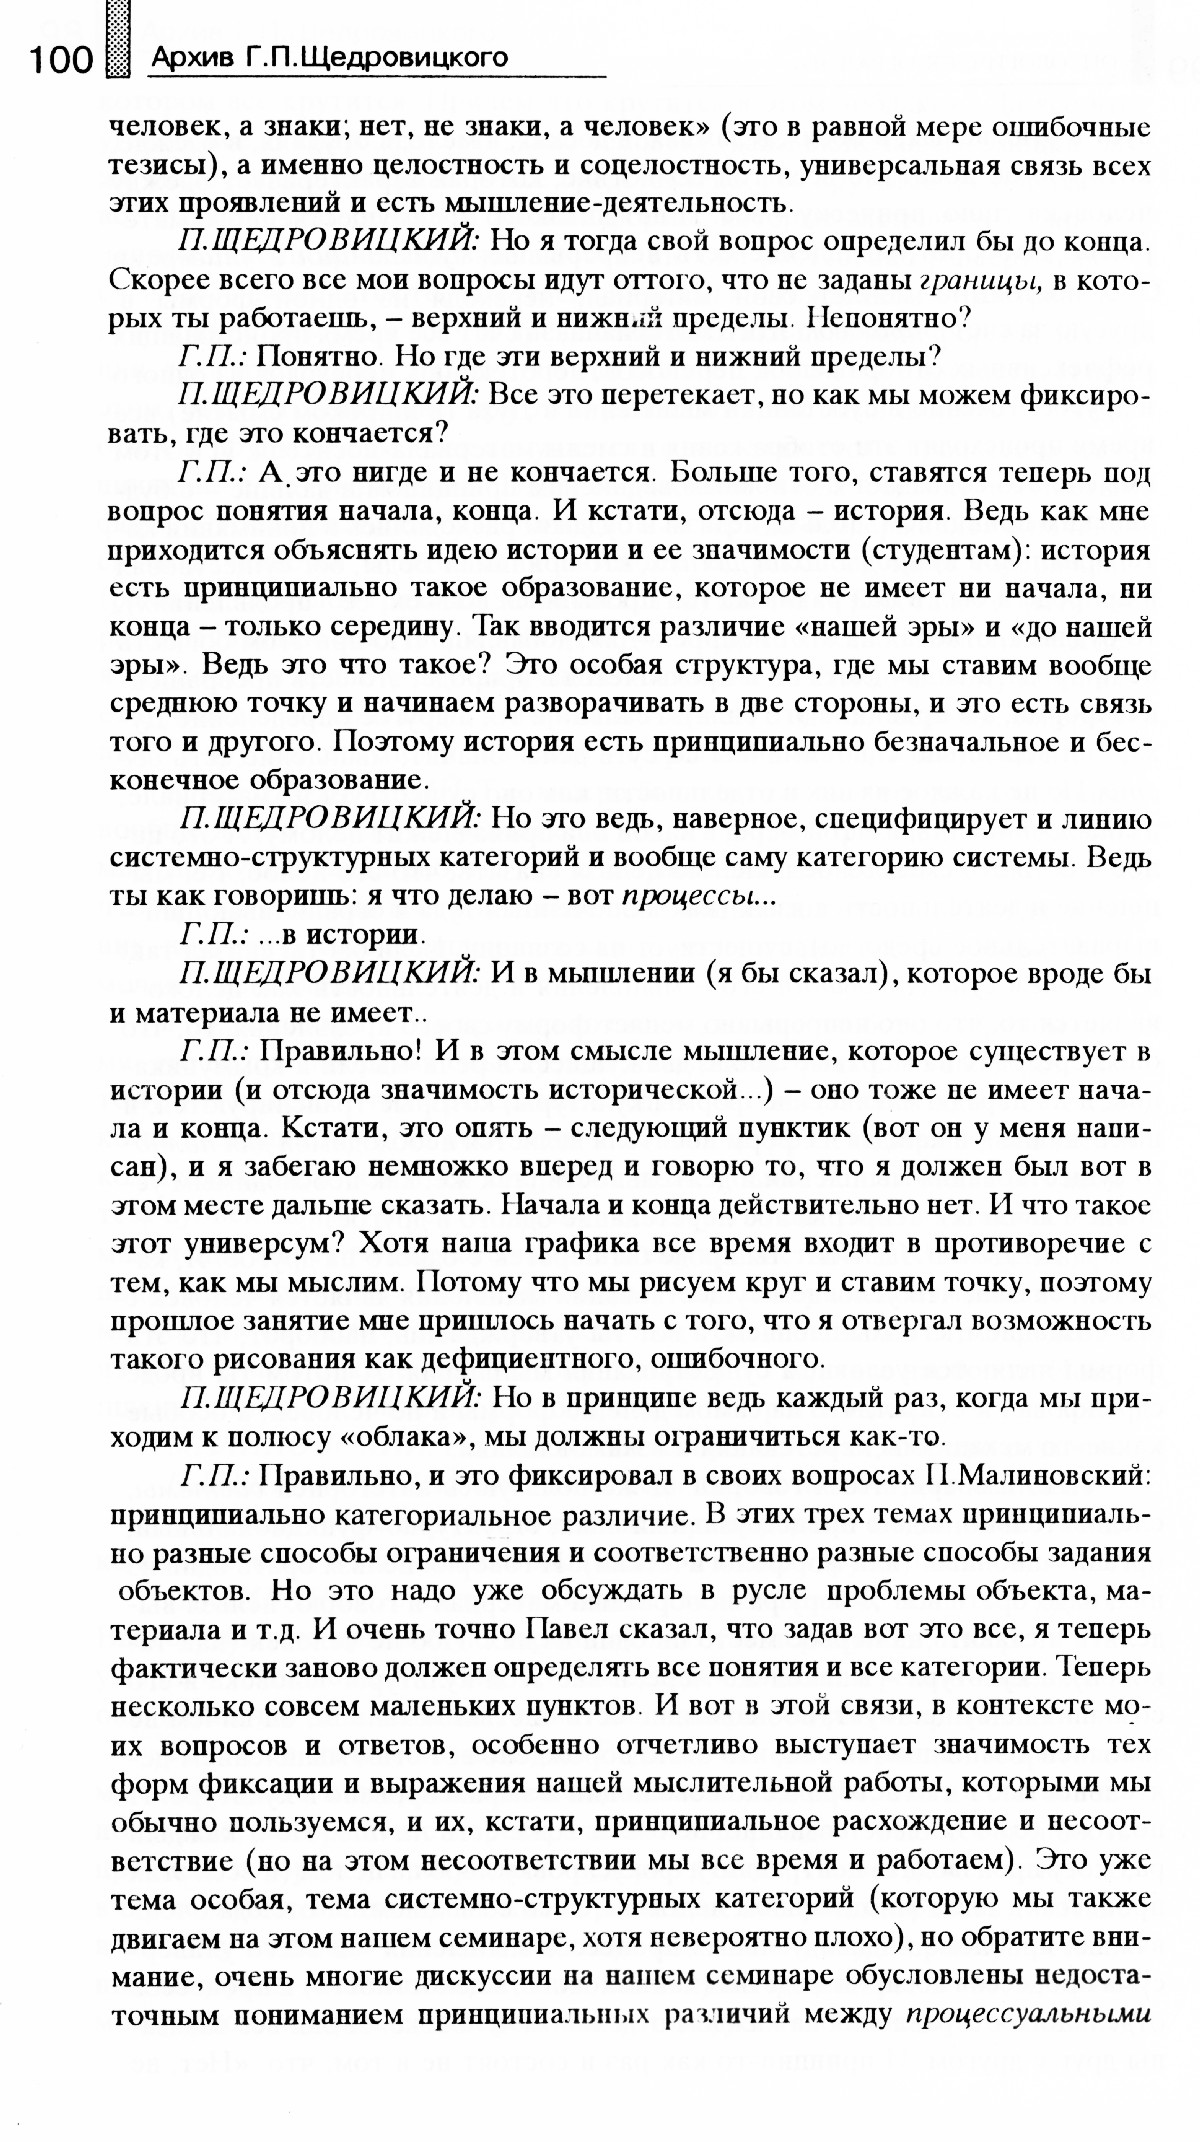 100 Архив Г.П.Щедровицкого
человек, а знаки; нет, не знаки, а человек» (это в равной мере ошибочные
тезисы), а именно целостность и соцелостность, универсальная связь всех
этих проявлений и есть мышление-деятельность.
П.ЩЕДРОВИЦКИЙ: Но я тогда свой вопрос определил бы до конца.
Скорее всего все мои вопросы идут оттого, что не заданы границы, в кото-
рых ты работаешь, – верхний и нижний пределы. Непонятно?
Г.П.: Понятно. Но где эти верхний и нижний пределы?
П.ЩЕДРОВИЦКИЙ: Все это перетекает, но как мы можем фиксиро-
вать, где это кончается?
Г.П.: А это нигде и не кончается. Больше того, ставятся теперь под
вопрос понятия начала, конца. И кстати, отсюда – история. Ведь как мне
приходится объяснять идею истории и ее значимости (студентам): история
есть принципиально такое образование, которое не имеет ни начала, ни
конца – только середину. Так вводится различие «нашей эры» и «до нашей
эры». Ведь это что такое? Это особая структура, где мы ставим вообще
среднюю точку и начинаем разворачивать в две стороны, и это есть связь
того и другого. Поэтому история есть принципиально безначальное и бес-
конечное образование.
П.ЩЕДРОВИЦКИЙ: Но это ведь, наверное, специфицирует и линию
системно-структурных категорий и вообще саму категорию системы. Ведь
ты как говоришь: я что делаю – вот процессы...
Г.П.: ...в истории.
П.ЩЕДРОВИЦКИЙ: И в мышлении (я бы сказал), которое вроде бы
и материала не имеет..
Г.П.: Правильно! И в этом смысле мышление, которое существует в
истории (и отсюда значимость исторической...) – оно тоже не имеет нача-
ла и конца. Кстати, это опять – следующий пунктик (вот он у меня напи-
сан), и я забегаю немножко вперед и говорю то, что я должен был вот в
этом месте дальше сказать. Начала и конца действительно нет. И что такое
этот универсум? Хотя наша графика все время входит в противоречие с
тем, как мы мыслим. Потому что мы рисуем круг и ставим точку, поэтому
прошлое занятие мне пришлось начать с того, что я отвергал возможность
такого рисования как дефициентного, ошибочного.
П.ЩЕДРОВИЦКИЙ: Но в принципе ведь каждый раз, когда мы при-
ходим к полюсу «облака», мы должны ограничиться как-то.
Г.П.: Правильно, и это фиксировал в своих вопросах П.Малиновский:
принципиально категориальное различие. В этих трех темах принципиаль-
но разные способы ограничения и соответственно разные способы задания
объектов. Но это надо уже обсуждать в русле проблемы объекта, ма-
териала и т.д. И очень точно Павел сказал, что задав вот это все, я теперь
фактически заново должен определять все понятия и все категории. Теперь
несколько совсем маленьких пунктов. И вот в этой связи, в контексте мо-
их вопросов и ответов, особенно отчетливо выступает значимость тех
форм фиксации и выражения нашей мыслительной работы, которыми мы
обычно пользуемся, и их, кстати, принципиальное расхождение и несоот-
ветствие (но на этом несоответствии мы все время и работаем). Это уже
тема особая, тема системно-структурных категорий (которую мы также
двигаем на этом нашем семинаре, хотя невероятно плохо), но обратите вни-
мание, очень многие дискуссии на нашем семинаре обусловлены недоста-
точным пониманием принципиальных различий между процессуальными